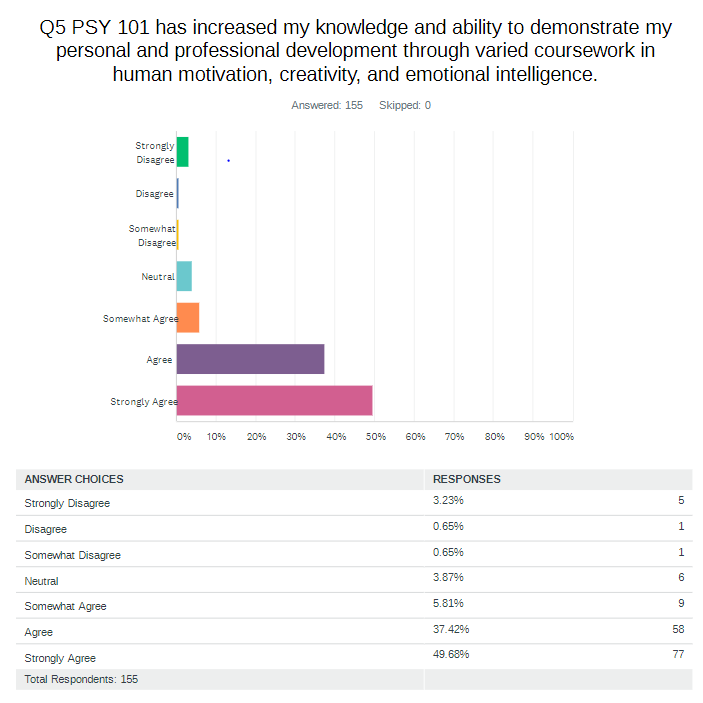 Q5 PSY 101 has increased my knowledge and ability to demonstrate my
personal and professional development through varied coursework in
human motivation, creativity, and emotional intelligence.
Answered: 155 Skipped: 0
Strongly
Disagree
Disagree
Somewhat
Disagree
Neutral
Somewhat Agree
Agree
Strongly Agree
0% 10% 20% 30% 40% 50% 60% 70% 80% 90% 100%
ANSWER CHOICES RESPONSES
Strongly Disagree 3.23% 5
Disagree 0.65% 1
Somewhat Disagree 0.65% 1
Neutral 3.87% 6
Somewhat Agree 5.81% 9
Agree 37.42% 58
Strongly Agree 49.68% 77
Total Respondents: 155